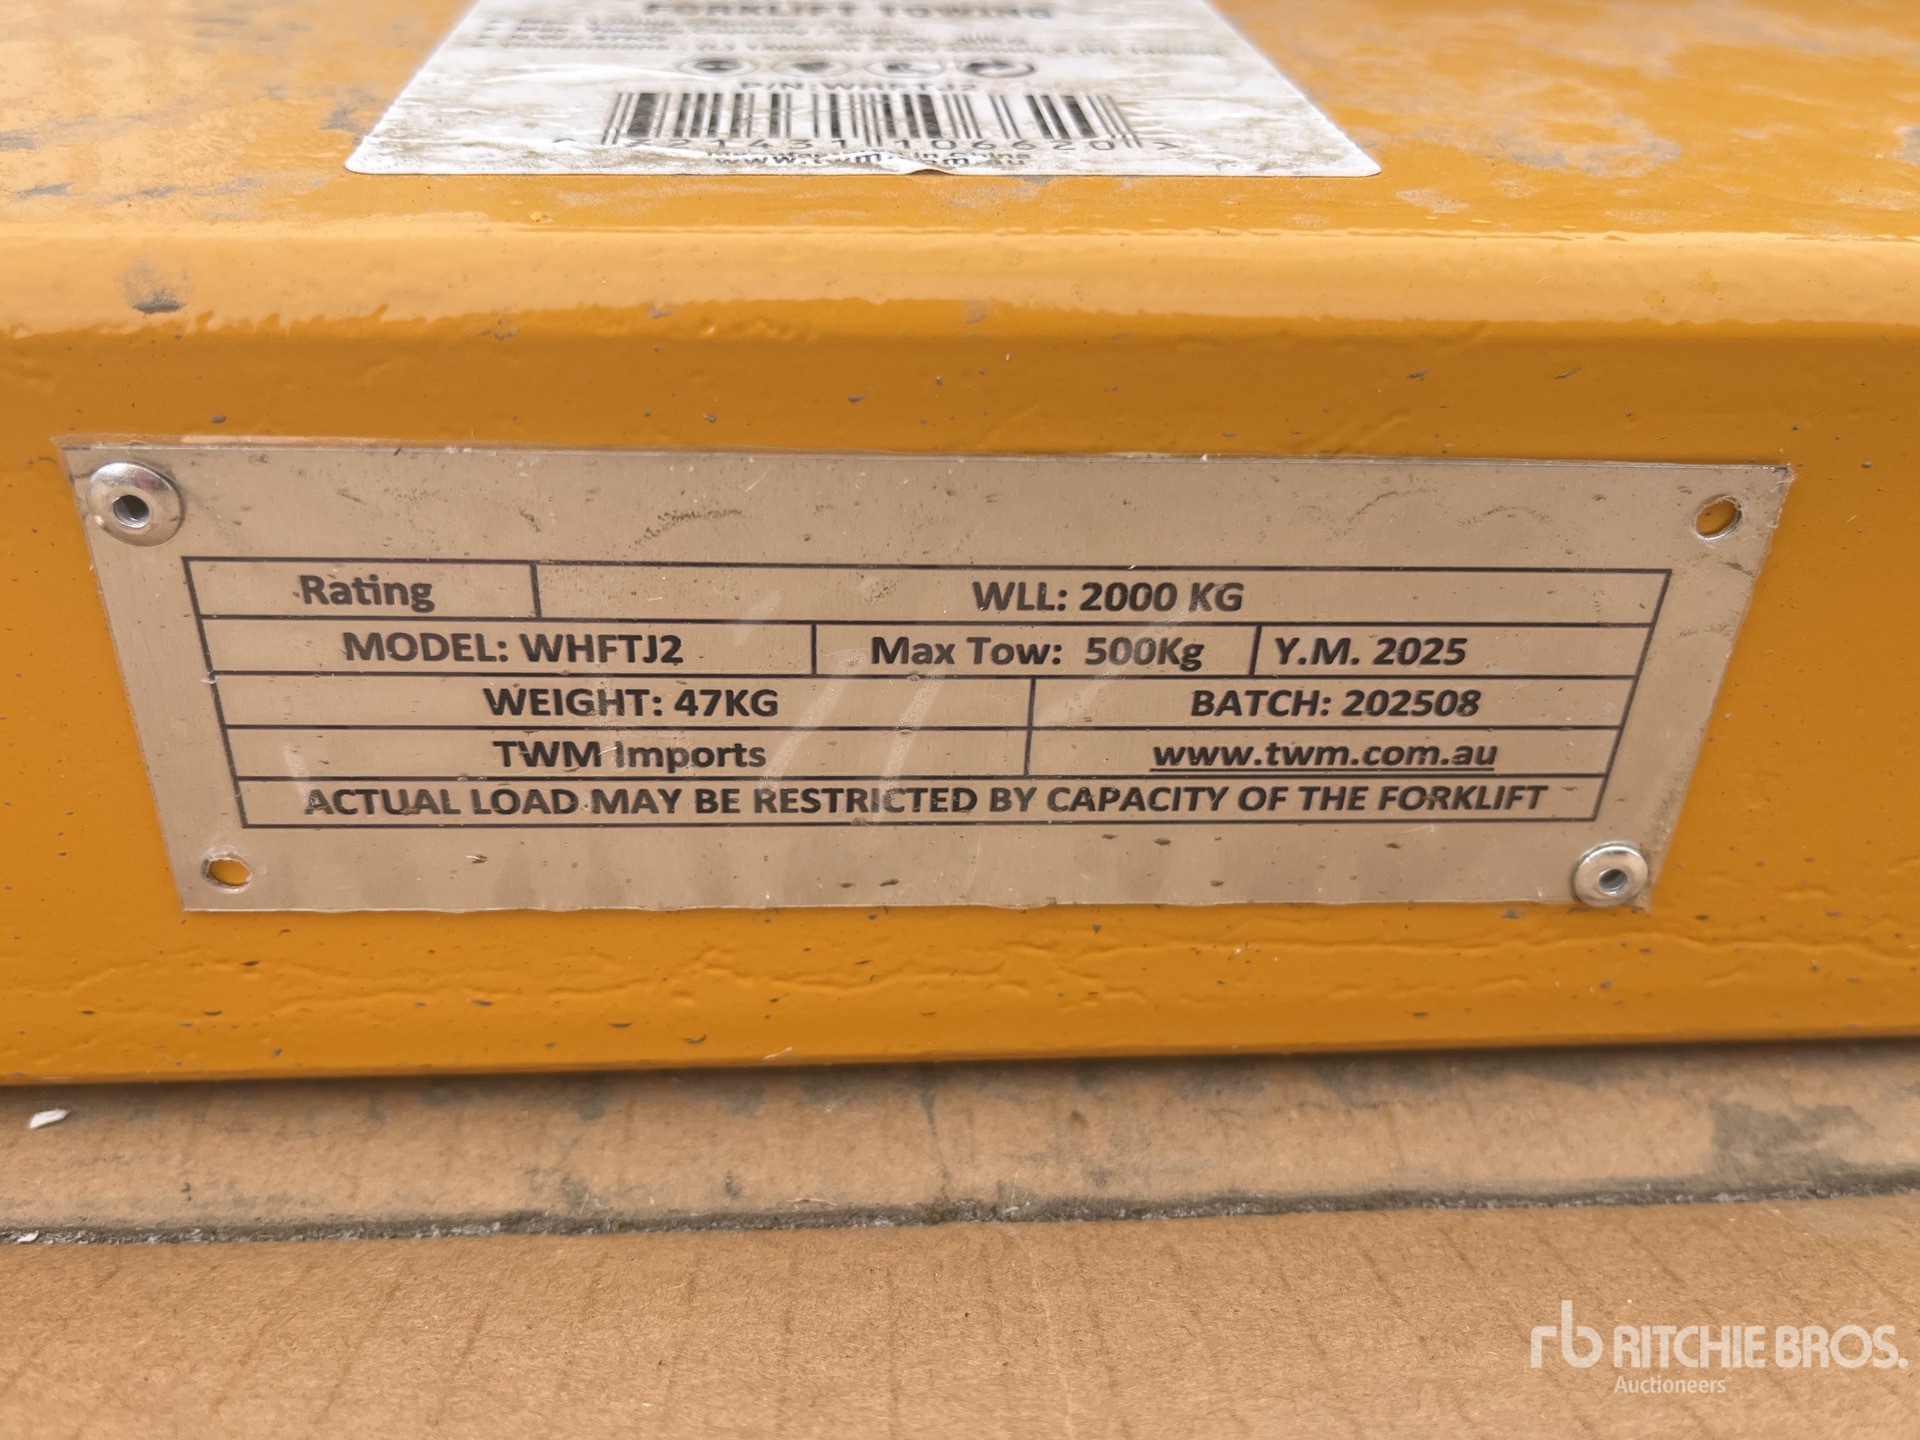 FORKLIFT TOWING
P/N: WHFTJ2
www.twm.com.au
Rating WLL: 2000 KG
MODEL: WHFTJ2 Max Tow: 500Kg Y.M. 2025
WEIGHT: 47KG BATCH: 202508
TWM Imports www.twm.com.au
ACTUAL LOAD MAY BE RESTRICTED BY CAPACITY OF THE FORKLIFT
rb RITCHIE BROS.
Auctioneers